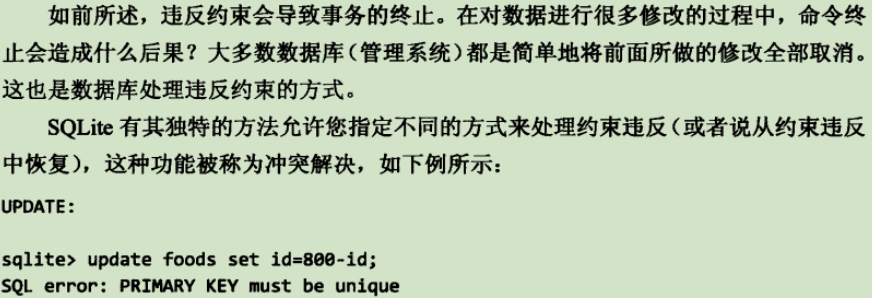 如前所述，违反约束会导致事务的终止。在对数据进行很多修改的过程中，命令终
止会造成什么后果？大多数数据库（管理系统）都是简单地将前面所做的修改全部取消。
这也是数据库处理违反约束的方式。
SQLite 有其独特的方法允许您指定不同的方式来处理约束违反（或者说从约束违反
中恢复），这种功能被称为冲突解决，如下例所示：
UPDATE:
sqlite> update foods set id=800-id;
SQL error: PRIMARY KEY must be unique